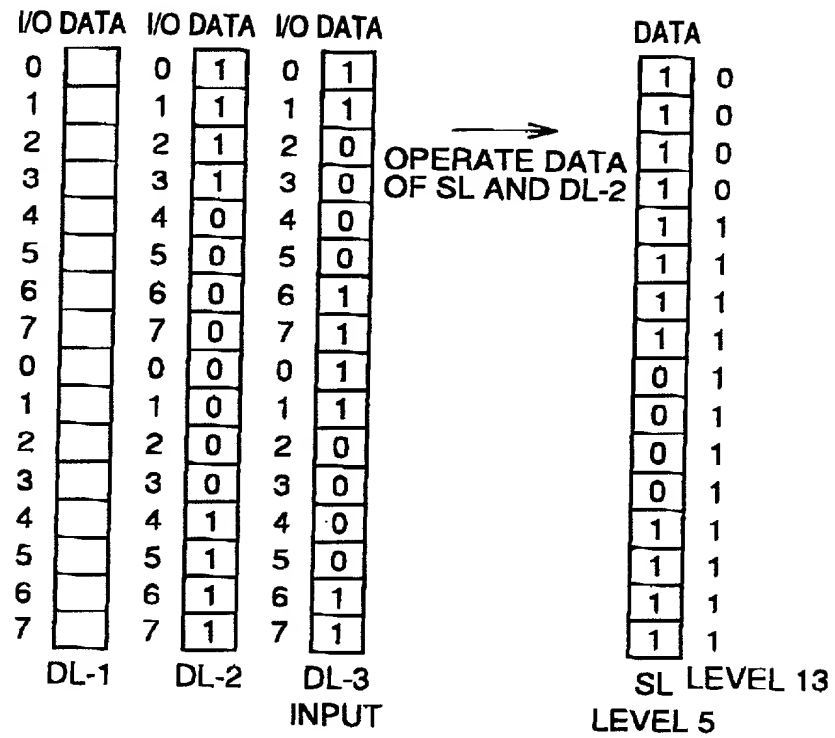 I/O DATA I/O DATA I/O DATA DATA
0 0 1 0 1 1 0
1 1 1 1 1 1 0
2 2 1 2 0 1 0
3 3 1 3 0 1 0
OPERATE DATA
OF SL AND DL-2
4 4 0 4 0 1 1
5 5 0 5 0 1 1
6 6 0 6 1 1 1
7 7 0 7 1 1 1
0 0 0 0 1 0 1
1 1 0 1 1 0 1
2 2 0 2 0 0 1
3 3 0 3 0 0 1
4 4 1 4 0 1 1
5 5 1 5 0 1 1
6 6 1 6 1 1 1
7 7 1 7 1 1 1
DL-1 DL-2 DL-3 SL LEVEL 13
INPUT LEVEL 5